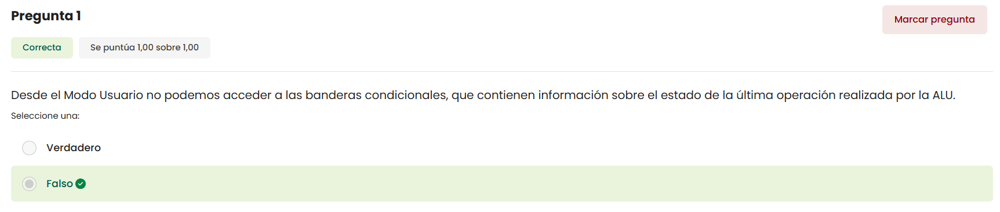 Pregunta 1
Marcar pregunta
Correcta
Se puntúa 1,00 sobre 1,00
Desde el Modo Usuario no podemos acceder a las banderas condicionales, que contienen información sobre el estado de la última operación realizada por la ALU.
Seleccione una:
Verdadero
Falso